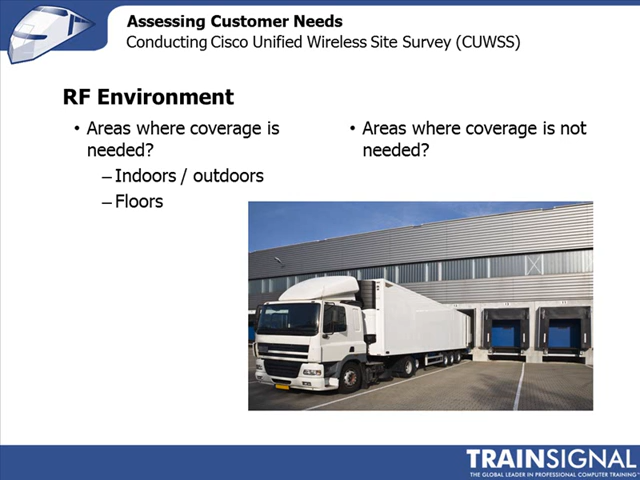 Assessing Customer Needs
Conducting Cisco Unified Wireless Site Survey (CUWSS)
RF Environment
• Areas where coverage is
needed?
– Indoors / outdoors
– Floors
• Areas where coverage is not
needed?
TRAINSIGNAL
THE GLOBAL LEADER IN PROFESSIONAL COMPUTER TRAINING